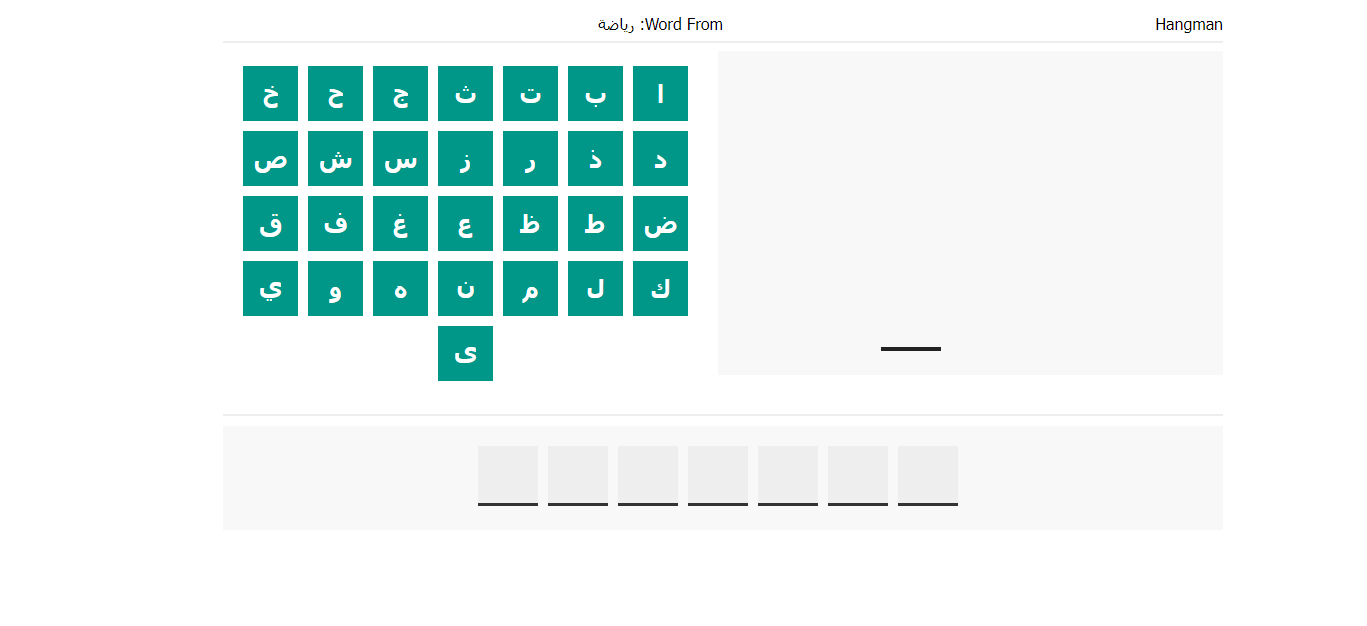 Hangman
Word From: رياضة
ا ب ت ث ج ح خ
د ذ ر ز س ش ص
ض ط ظ ع غ ف ق
ك ل م ن ه و ي
ى